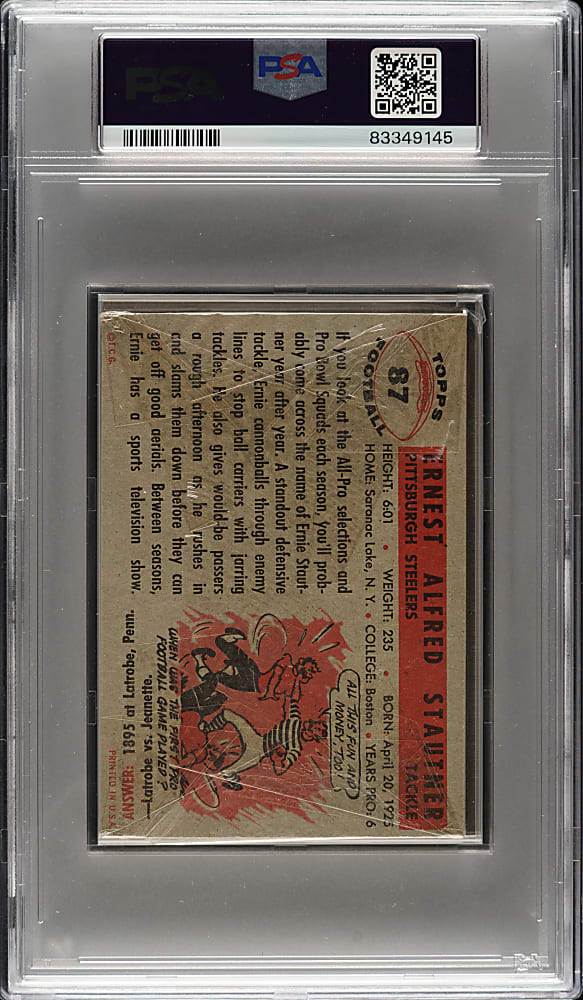 PSA
PSA
83349145
TOPPS
87
FOOTBALL
ERNEST ALFRED STAUTNER
PITTSBURGH STEELERS TACKLE
HEIGHT: 6:01 • WEIGHT: 235 • BORN: April 20, 1925
HOME: Saranac Lake, N. Y. • COLLEGE: Boston • YEARS PRO: 6
If you look at the All-Pro selections and
Pro Bowl Squads each season, you'll prob-
ably come across the name of Ernie Staut-
ner year after year. A standout defensive
tackle, Ernie cannonballs through enemy
lines to stop ball carriers with jarring
tackles. He also gives would-be passers
a rough afternoon as he rushes in
and slams them down before they can
get off good aerials. Between seasons,
Ernie has a sports television show.
ALL THIS FUN AND
MONEY, TOO!
WHEN WAS THE FIRST PRO
FOOTBALL GAME PLAYED?
ANSWER: 1895 at Latrobe, Penn.
—Latrobe vs. Jeannette.
© T.C.G.
PRINTED IN U.S.A.
PSA